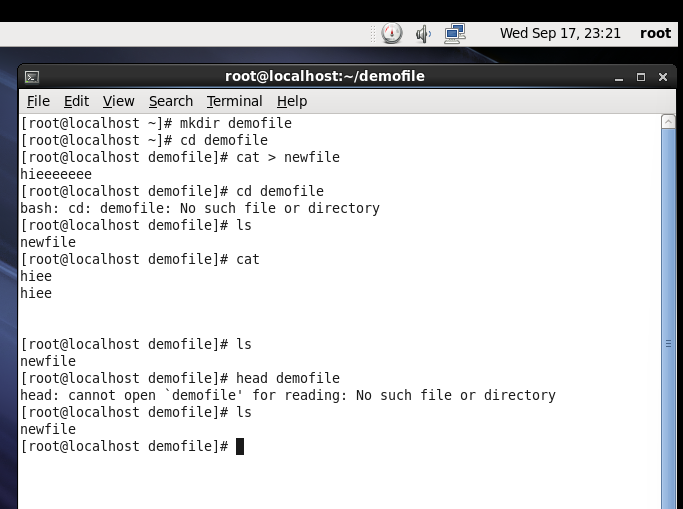 Wed Sep 17, 23:21 root
root@localhost:~/demofile
File Edit View Search Terminal Help
[root@localhost ~]# mkdir demofile
[root@localhost ~]# cd demofile
[root@localhost demofile]# cat > newfile
hieeeeeee
[root@localhost demofile]# cd demofile
bash: cd: demofile: No such file or directory
[root@localhost demofile]# ls
newfile
[root@localhost demofile]# cat
hiee
hiee
[root@localhost demofile]# ls
newfile
[root@localhost demofile]# head demofile
head: cannot open `demofile' for reading: No such file or directory
[root@localhost demofile]# ls
newfile
[root@localhost demofile]#